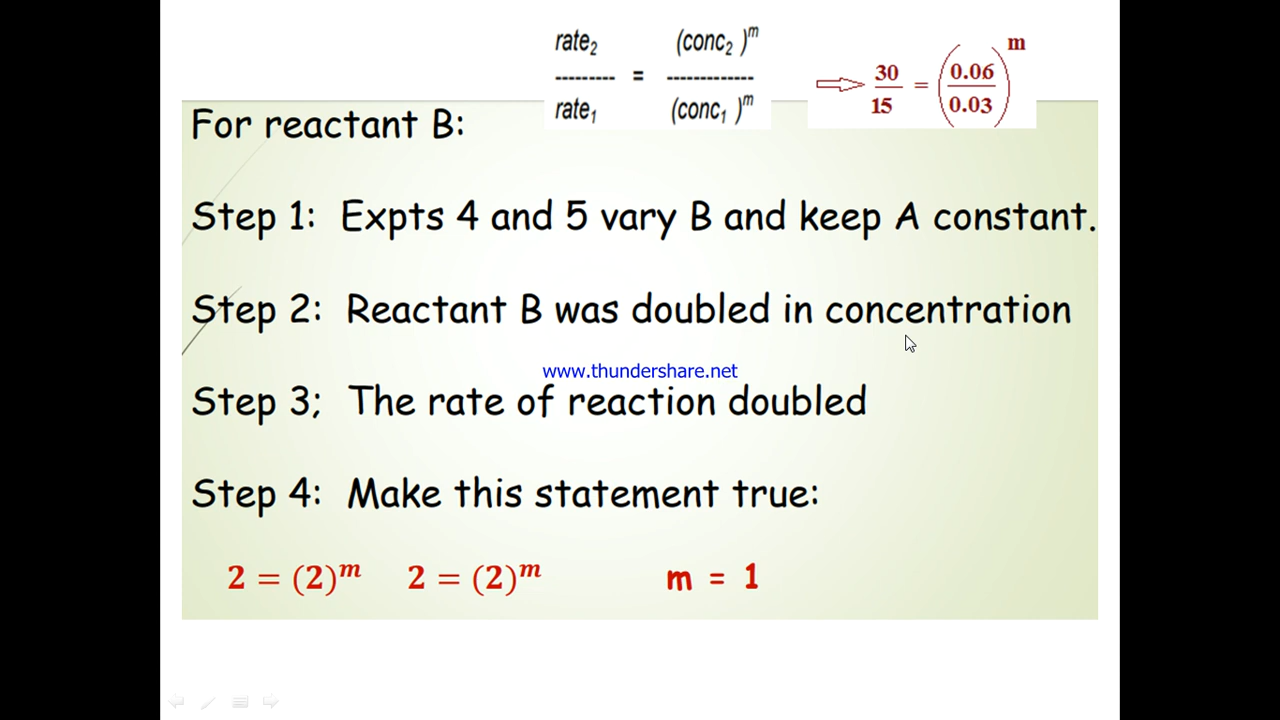 rate₂ (conc₂ )ᵐ
--------- = -------------
rate₁ (conc₁ )ᵐ
30/15 = (0.06/0.03)ᵐ
For reactant B:
Step 1: Expts 4 and 5 vary B and keep A constant.
Step 2: Reactant B was doubled in concentration
www.thundershare.net
Step 3; The rate of reaction doubled
Step 4: Make this statement true:
2 = (2)ᵐ 2 = (2)ᵐ m = 1